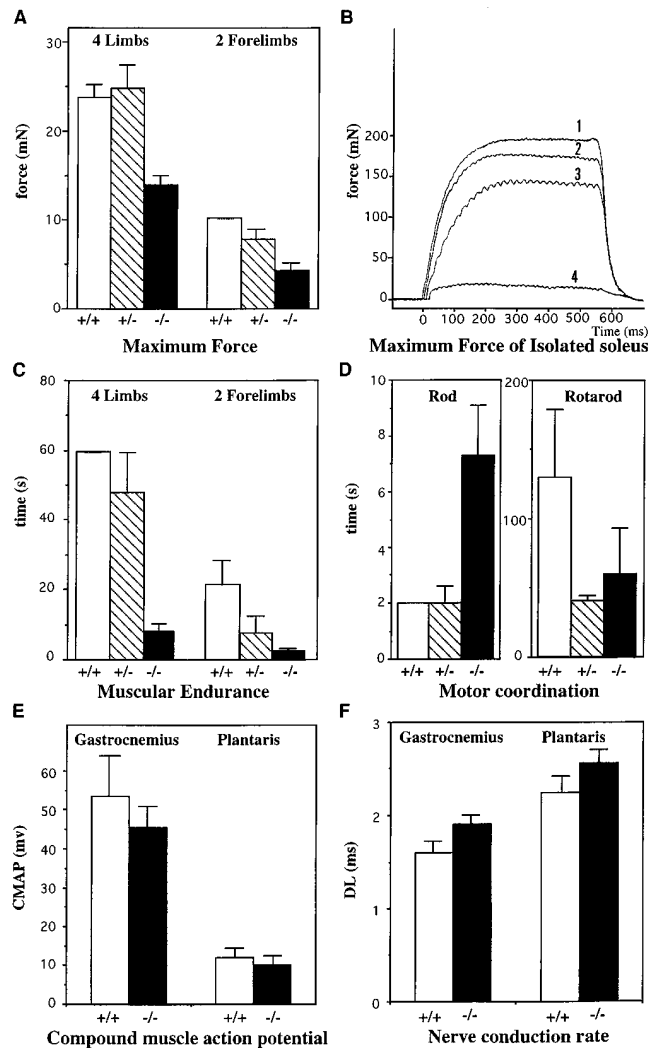 A
4 Limbs 2 Forelimbs
30
20
10
0
force (mN)
+/+ +/- -/- +/+ +/- -/-
Maximum Force
B
200
150
100
50
0
force (mN)
1
2
3
4
0 100 200 300 400 500 600
Time (ms)
Maximum Force of Isolated soleus
C
4 Limbs 2 Forelimbs
80
60
40
20
0
time (s)
+/+ +/- -/- +/+ +/- -/-
Muscular Endurance
D
Rod
10
8
6
4
2
0
time (s)
+/+ +/- -/-
Rotarod
200
100
0
+/+ +/- -/-
Motor coordination
E
Gastrocnemius Plantaris
60
50
40
30
20
10
0
CMAP (mv)
+/+ -/- +/+ -/-
Compound muscle action potential
F
Gastrocnemius Plantaris
3
2
1
0
DL (ms)
+/+ -/- +/+ -/-
Nerve conduction rate